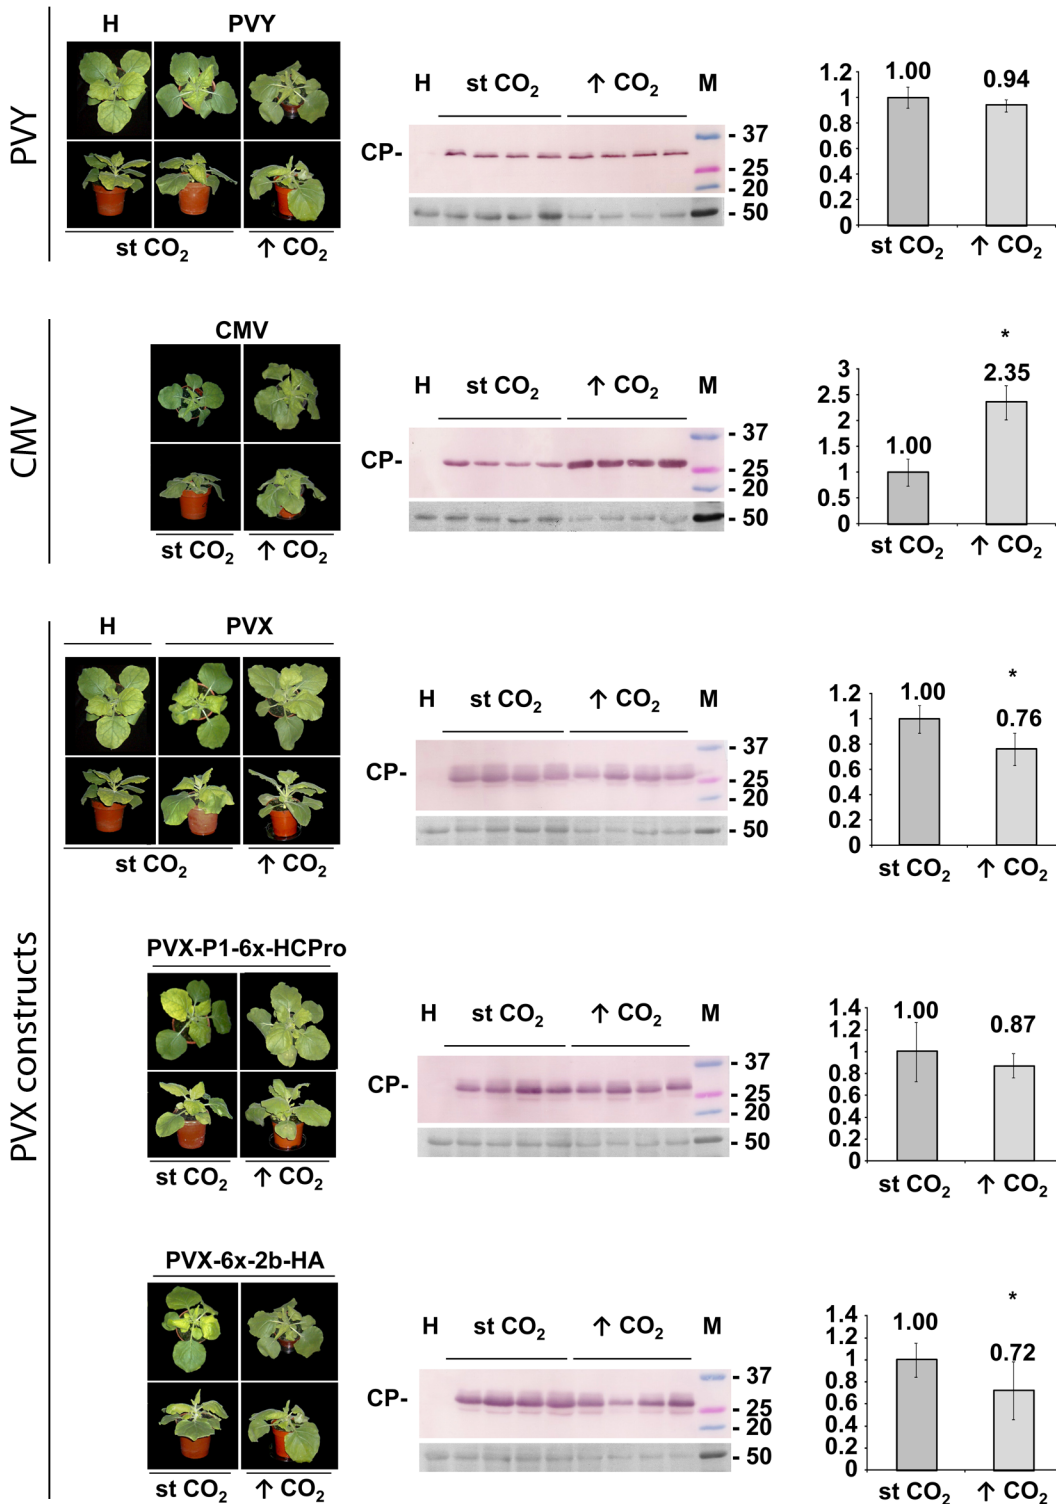 PVY
H PVY
st CO2 ↑ CO2
H st CO2 ↑ CO2 M
CP-
- 37
- 25
- 20
- 50
1.2
1
0.8
0.6
0.4
0.2
0
1.00
0.94
st CO2 ↑ CO2
CMV
CMV
st CO2 ↑ CO2
H st CO2 ↑ CO2 M
CP-
- 37
- 25
- 20
- 50
3
2.5
2
1.5
1
0.5
0
1.00
*
2.35
st CO2 ↑ CO2
PVX constructs
H PVX
st CO2 ↑ CO2
H st CO2 ↑ CO2 M
CP-
- 37
- 25
- 20
- 50
1.2
1
0.8
0.6
0.4
0.2
0
1.00
*
0.76
st CO2 ↑ CO2
PVX-P1-6x-HCPro
st CO2 ↑ CO2
H st CO2 ↑ CO2 M
CP-
- 37
- 25
- 20
- 50
1.4
1.2
1
0.8
0.6
0.4
0.2
0
1.00
0.87
st CO2 ↑ CO2
PVX-6x-2b-HA
st CO2 ↑ CO2
H st CO2 ↑ CO2 M
CP-
- 37
- 25
- 20
- 50
1.4
1.2
1
0.8
0.6
0.4
0.2
0
1.00
*
0.72
st CO2 ↑ CO2